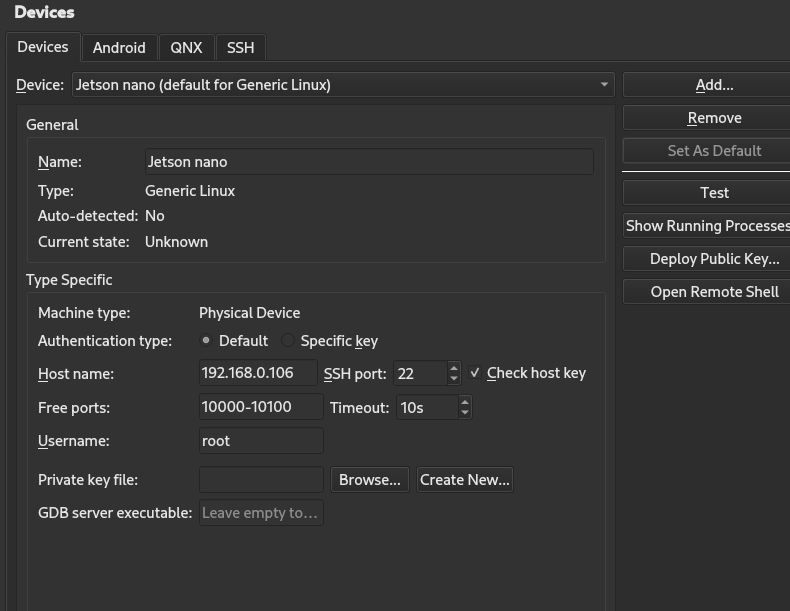 Devices
Devices Android QNX SSH
Device: Jetson nano (default for Generic Linux) Add...
Remove
Set As Default
Test
Show Running Processes
Deploy Public Key...
Open Remote Shell
General
Name: Jetson nano
Type: Generic Linux
Auto-detected: No
Current state: Unknown
Type Specific
Machine type: Physical Device
Authentication type: Default Specific key
Host name: 192.168.0.106 SSH port: 22 Check host key
Free ports: 10000-10100 Timeout: 10s
Username: root
Private key file: Browse... Create New...
GDB server executable: Leave empty to...